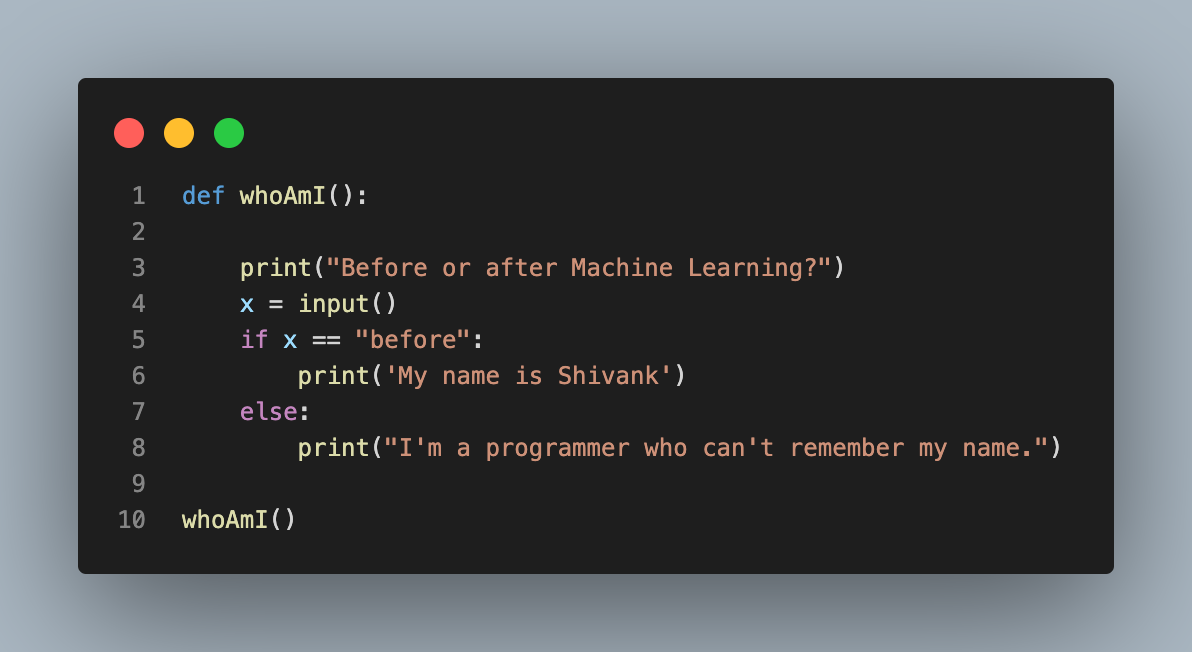 1 def whoAmI():
2
3     print("Before or after Machine Learning?")
4     x = input()
5     if x == "before":
6         print('My name is Shivank')
7     else:
8         print("I'm a programmer who can't remember my name.")
9
10 whoAmI()